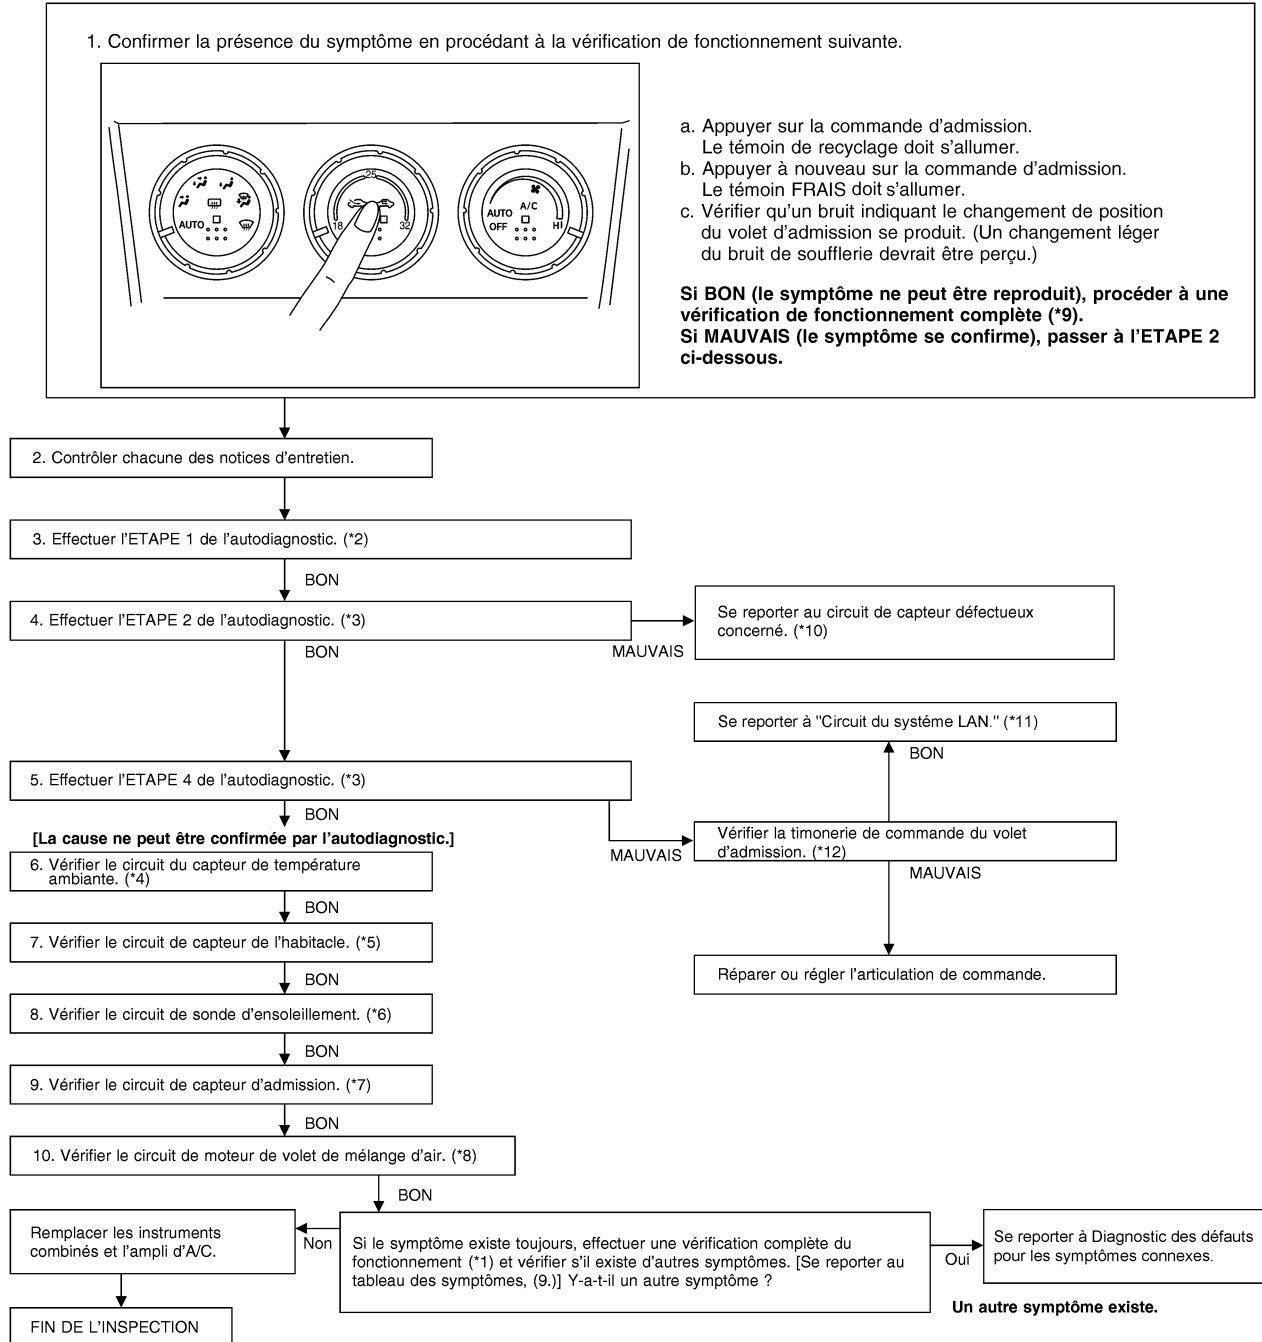 1. Confirmer la présence du symptôme en procédant à la vérification de fonctionnement suivante.
25
18
32
AUTO
A/C
AUTO
OFF
HI
a. Appuyer sur la commande d'admission.
Le témoin de recyclage doit s'allumer.
b. Appuyer à nouveau sur la commande d'admission.
Le témoin FRAIS doit s'allumer.
c. Vérifier qu'un bruit indiquant le changement de position
du volet d'admission se produit. (Un changement léger
du bruit de soufflerie devrait être perçu.)
Si BON (le symptôme ne peut être reproduit), procéder à une
vérification de fonctionnement complète (*9).
Si MAUVAIS (le symptôme se confirme), passer à l'ETAPE 2
ci-dessous.
2. Contrôler chacune des notices d'entretien.
3. Effectuer l'ETAPE 1 de l'autodiagnostic. (*2)
BON
4. Effectuer l'ETAPE 2 de l'autodiagnostic. (*3)
BON
MAUVAIS
Se reporter au circuit de capteur défectueux
concerné. (*10)
Se reporter à "Circuit du systéme LAN." (*11)
BON
5. Effectuer l'ETAPE 4 de l'autodiagnostic. (*3)
BON
MAUVAIS
Vérifier la timonerie de commande du volet
d'admission. (*12)
MAUVAIS
Réparer ou régler l'articulation de commande.
[La cause ne peut être confirmée par l'autodiagnostic.]
6. Vérifier le circuit du capteur de température
ambiante. (*4)
BON
7. Vérifier le circuit de capteur de l'habitacle. (*5)
BON
8. Vérifier le circuit de sonde d'ensoleillement. (*6)
BON
9. Vérifier le circuit de capteur d'admission. (*7)
BON
10. Vérifier le circuit de moteur de volet de mélange d'air. (*8)
BON
Remplacer les instruments
combinés et l'ampli d'A/C.
Non
Si le symptôme existe toujours, effectuer une vérification complète du
fonctionnement (*1) et vérifier s'il existe d'autres symptômes. [Se reporter au
tableau des symptômes, (9.)] Y-a-t-il un autre symptôme ?
Oui
Se reporter à Diagnostic des défauts
pour les symptômes connexes.
Un autre symptôme existe.
FIN DE L'INSPECTION